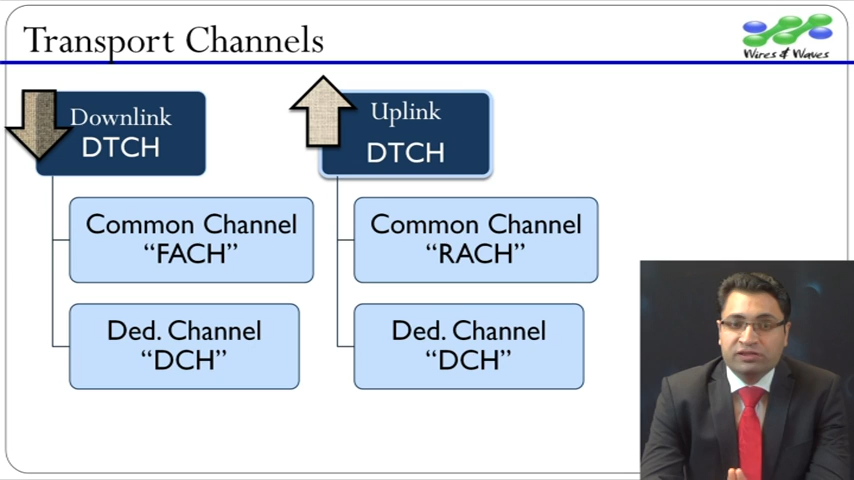 Transport Channels
Wires & Waves
Downlink
DTCH
Common Channel
“FACH”
Ded. Channel
“DCH”
Uplink
DTCH
Common Channel
“RACH”
Ded. Channel
“DCH”